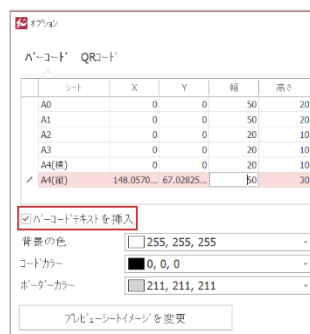 オプション
バーコード QRコード
シート X Y 幅 高さ
A0 0 0 50 20
A1 0 0 50 20
A2 0 0 20 10
A3 0 0 20 10
A4(横) 0 0 20 10
A4(縦) 148.0570... 67.02825... 50 30
バーコードテキストを挿入
背景の色 255, 255, 255
コードカラー 0, 0, 0
ボーダーカラー 211, 211, 211
プレビューシートイメージを変更